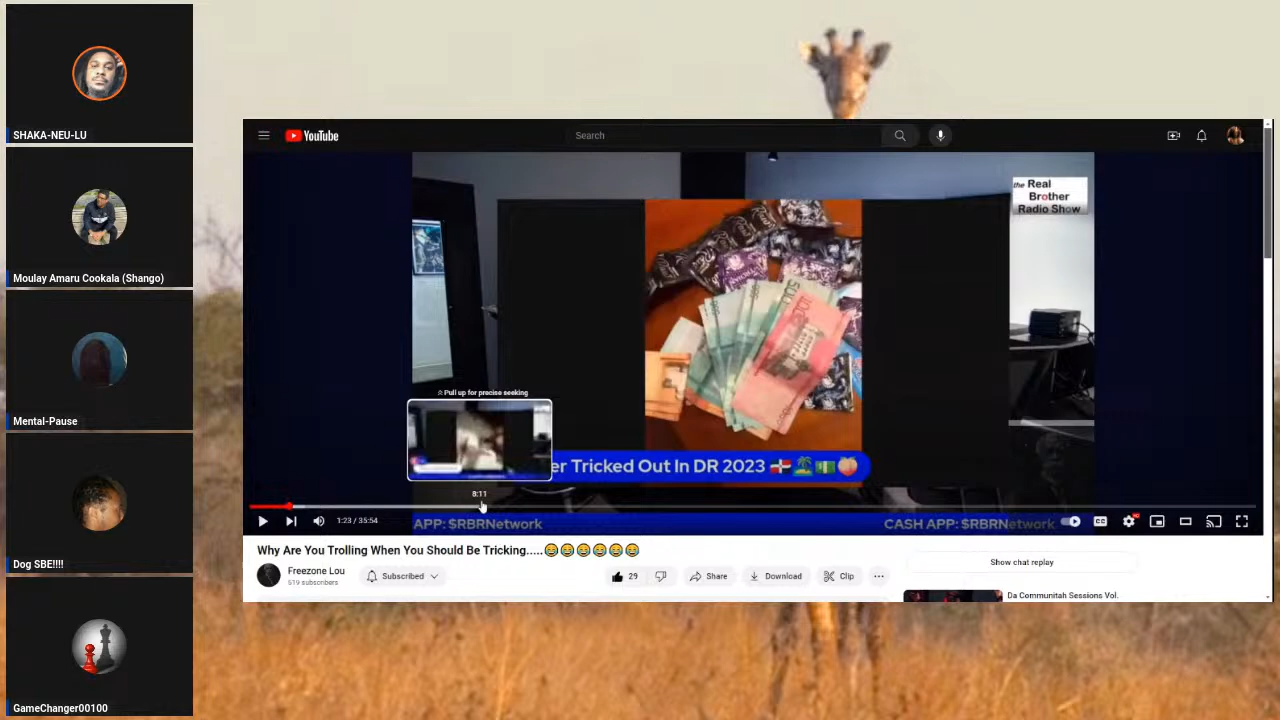 SHAKA-NEU-LU
Moulay Amaru Cookala (Shango)
Mental-Pause
Dog SBE!!!!
GameChanger00100
YouTube
Search
the Real
Brother
Radio Show
Pull up for precise seeking
er Tricked Out In DR 2023
8:11
1:23 / 35:54
APP: $RBRNetwork
CASH APP: $RBRNetwork
Why Are You Trolling When You Should Be Tricking.....😂😂😂😂😂😂
Freezone Lou
519 subscribers
Subscribed
29
Share
Download
Clip
Show chat replay
Da Communitah Sessions Vol.